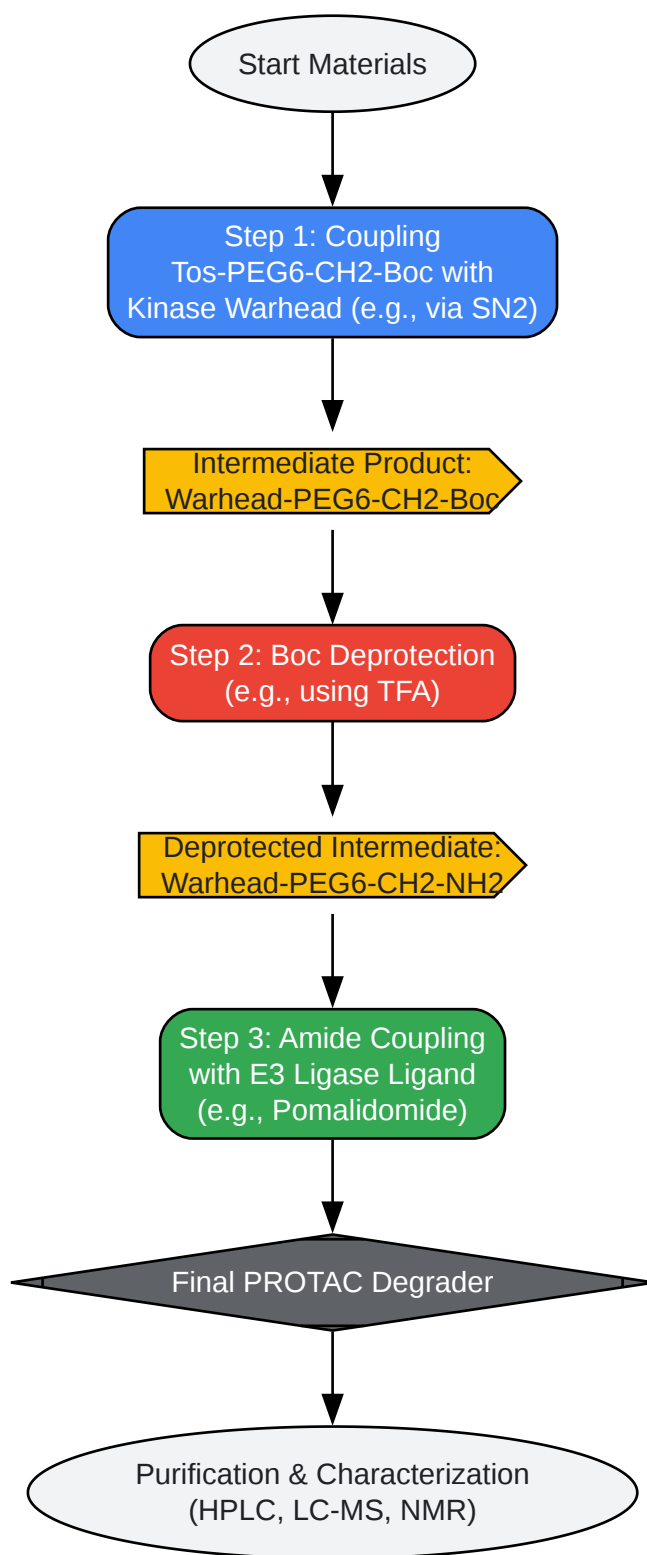 Start Materials
Step 1: Coupling
Tos-PEG6-CH2-Boc with
Kinase Warhead (e.g., via SN2)
Intermediate Product:
Warhead-PEG6-CH2-Boc
Step 2: Boc Deprotection
(e.g., using TFA)
Deprotected Intermediate:
Warhead-PEG6-CH2-NH2
Step 3: Amide Coupling
with E3 Ligase Ligand
(e.g., Pomalidomide)
Final PROTAC Degrader
Purification & Characterization
(HPLC, LC-MS, NMR)